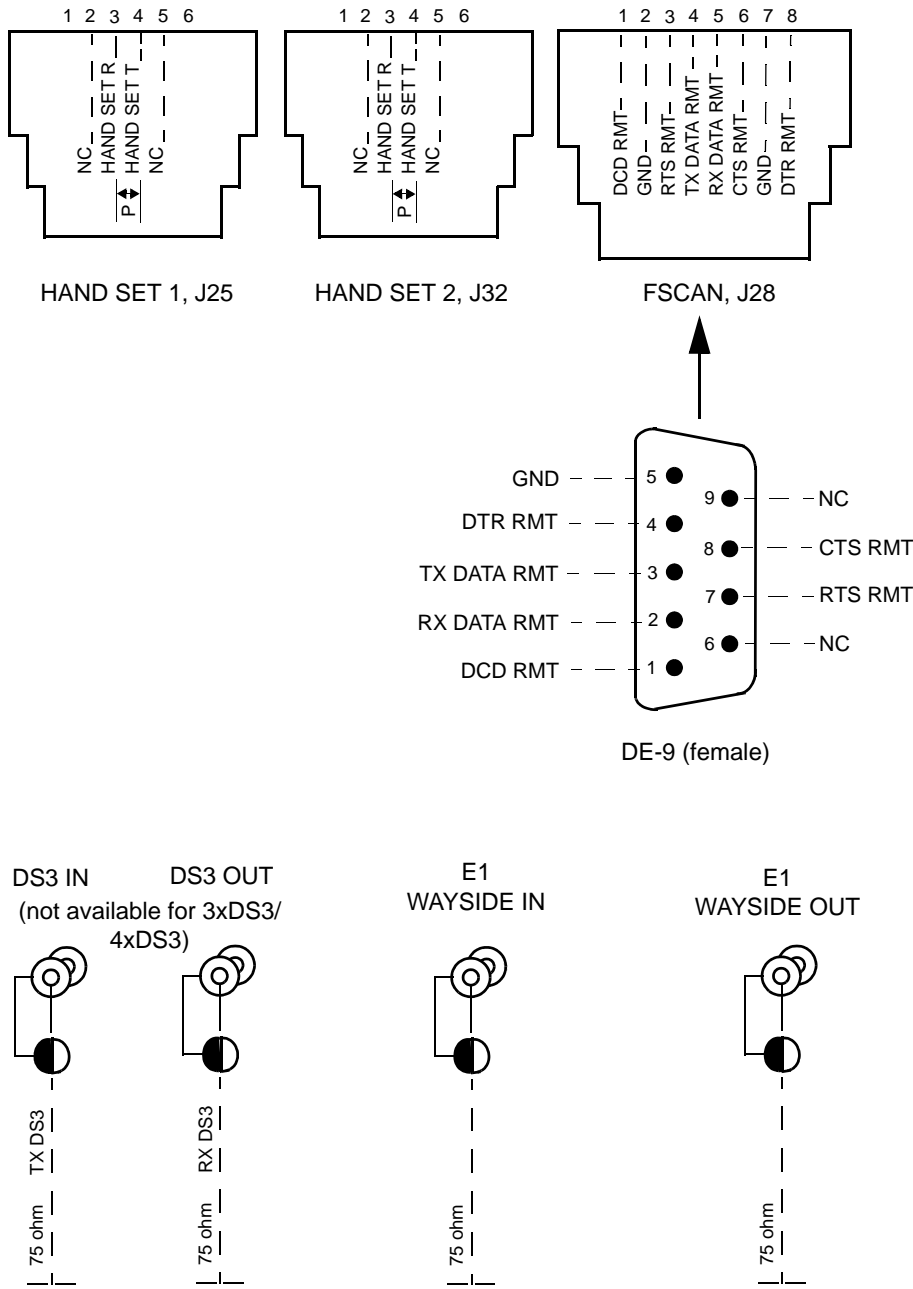 1 2 3 4 5 6
NC
HAND SET R
HAND SET T
NC
P
HAND SET 1, J25
1 2 3 4 5 6
NC
HAND SET R
HAND SET T
NC
P
HAND SET 2, J32
1 2 3 4 5 6 7 8
DCD RMT
GND
RTS RMT
TX DATA RMT
RX DATA RMT
CTS RMT
GND
DTR RMT
FSCAN, J28
GND 5
9 NC
DTR RMT 4
8 CTS RMT
TX DATA RMT 3
7 RTS RMT
RX DATA RMT 2
6 NC
DCD RMT 1
DE-9 (female)
DS3 IN DS3 OUT
(not available for 3xDS3/
4xDS3)
E1
WAYSIDE IN
E1
WAYSIDE OUT
TX DS3
75 ohm
RX DS3
75 ohm
75 ohm
75 ohm